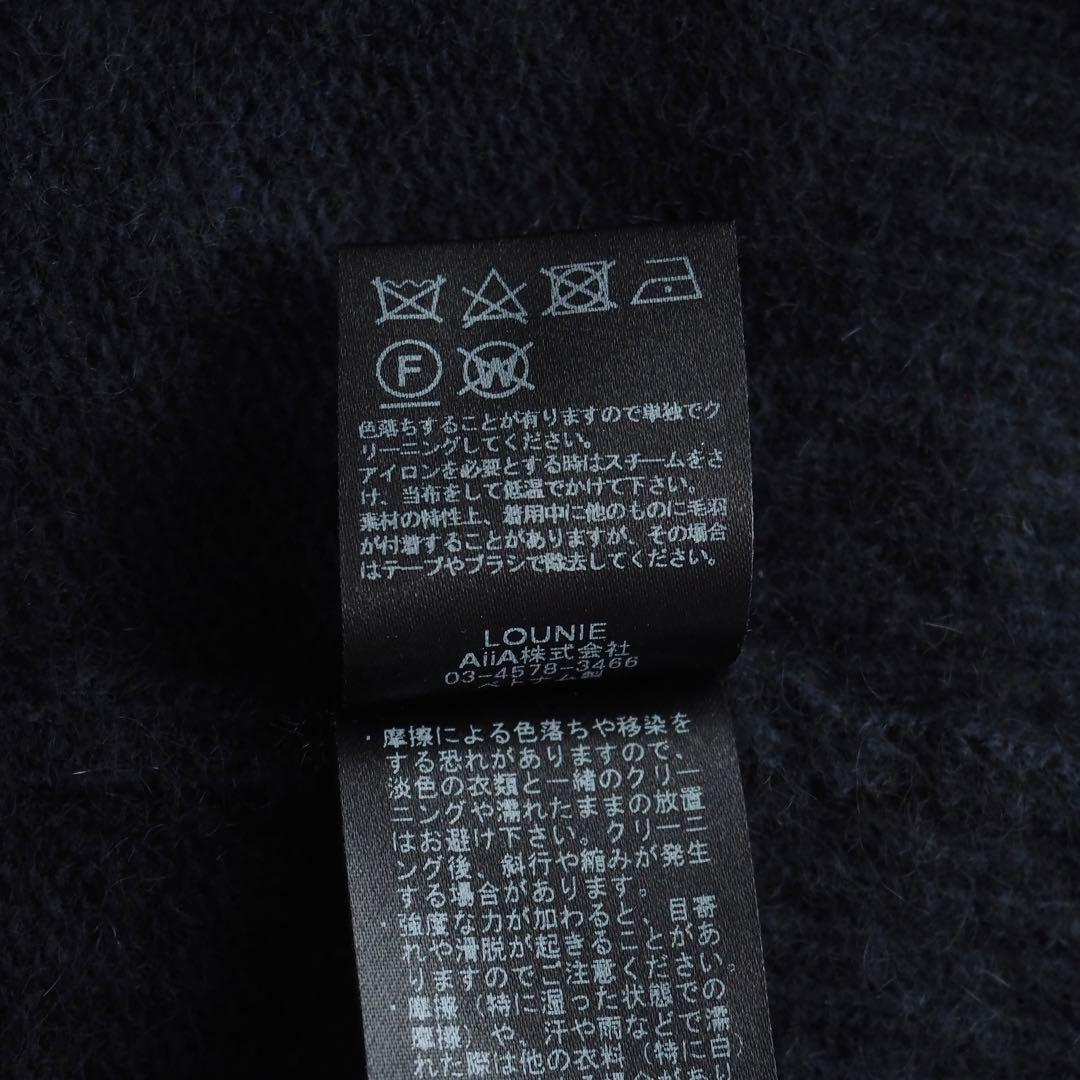 F W
色落ちすることが有りますので単独でク
リーニングしてください。
アイロンを必要とする時はスチームをさ
け、当布をして低温でかけて下さい。
素材の特性上、着用中に他のものに毛羽
が付着することがありますが、その場合
はテープやブラシで除去してください。
LOUNIE
AiiA株式会社
03-4578-3466
ベトナム製
・摩擦による色落ちや移染を
する恐れがありますので、
淡色の衣類と一緒のクリー
ニングや濡れたままの放置
はお避け下さい。クリーニ
ング後、斜行や縮みが発生
する場合があります。
・強度な力が加わると、目寄
れや滑脱が起きることがあ
りますのでご注意ください。
・摩擦(特に湿った状態での
摩擦)や、汗や雨などで濡
れた際は他の衣料(特に白